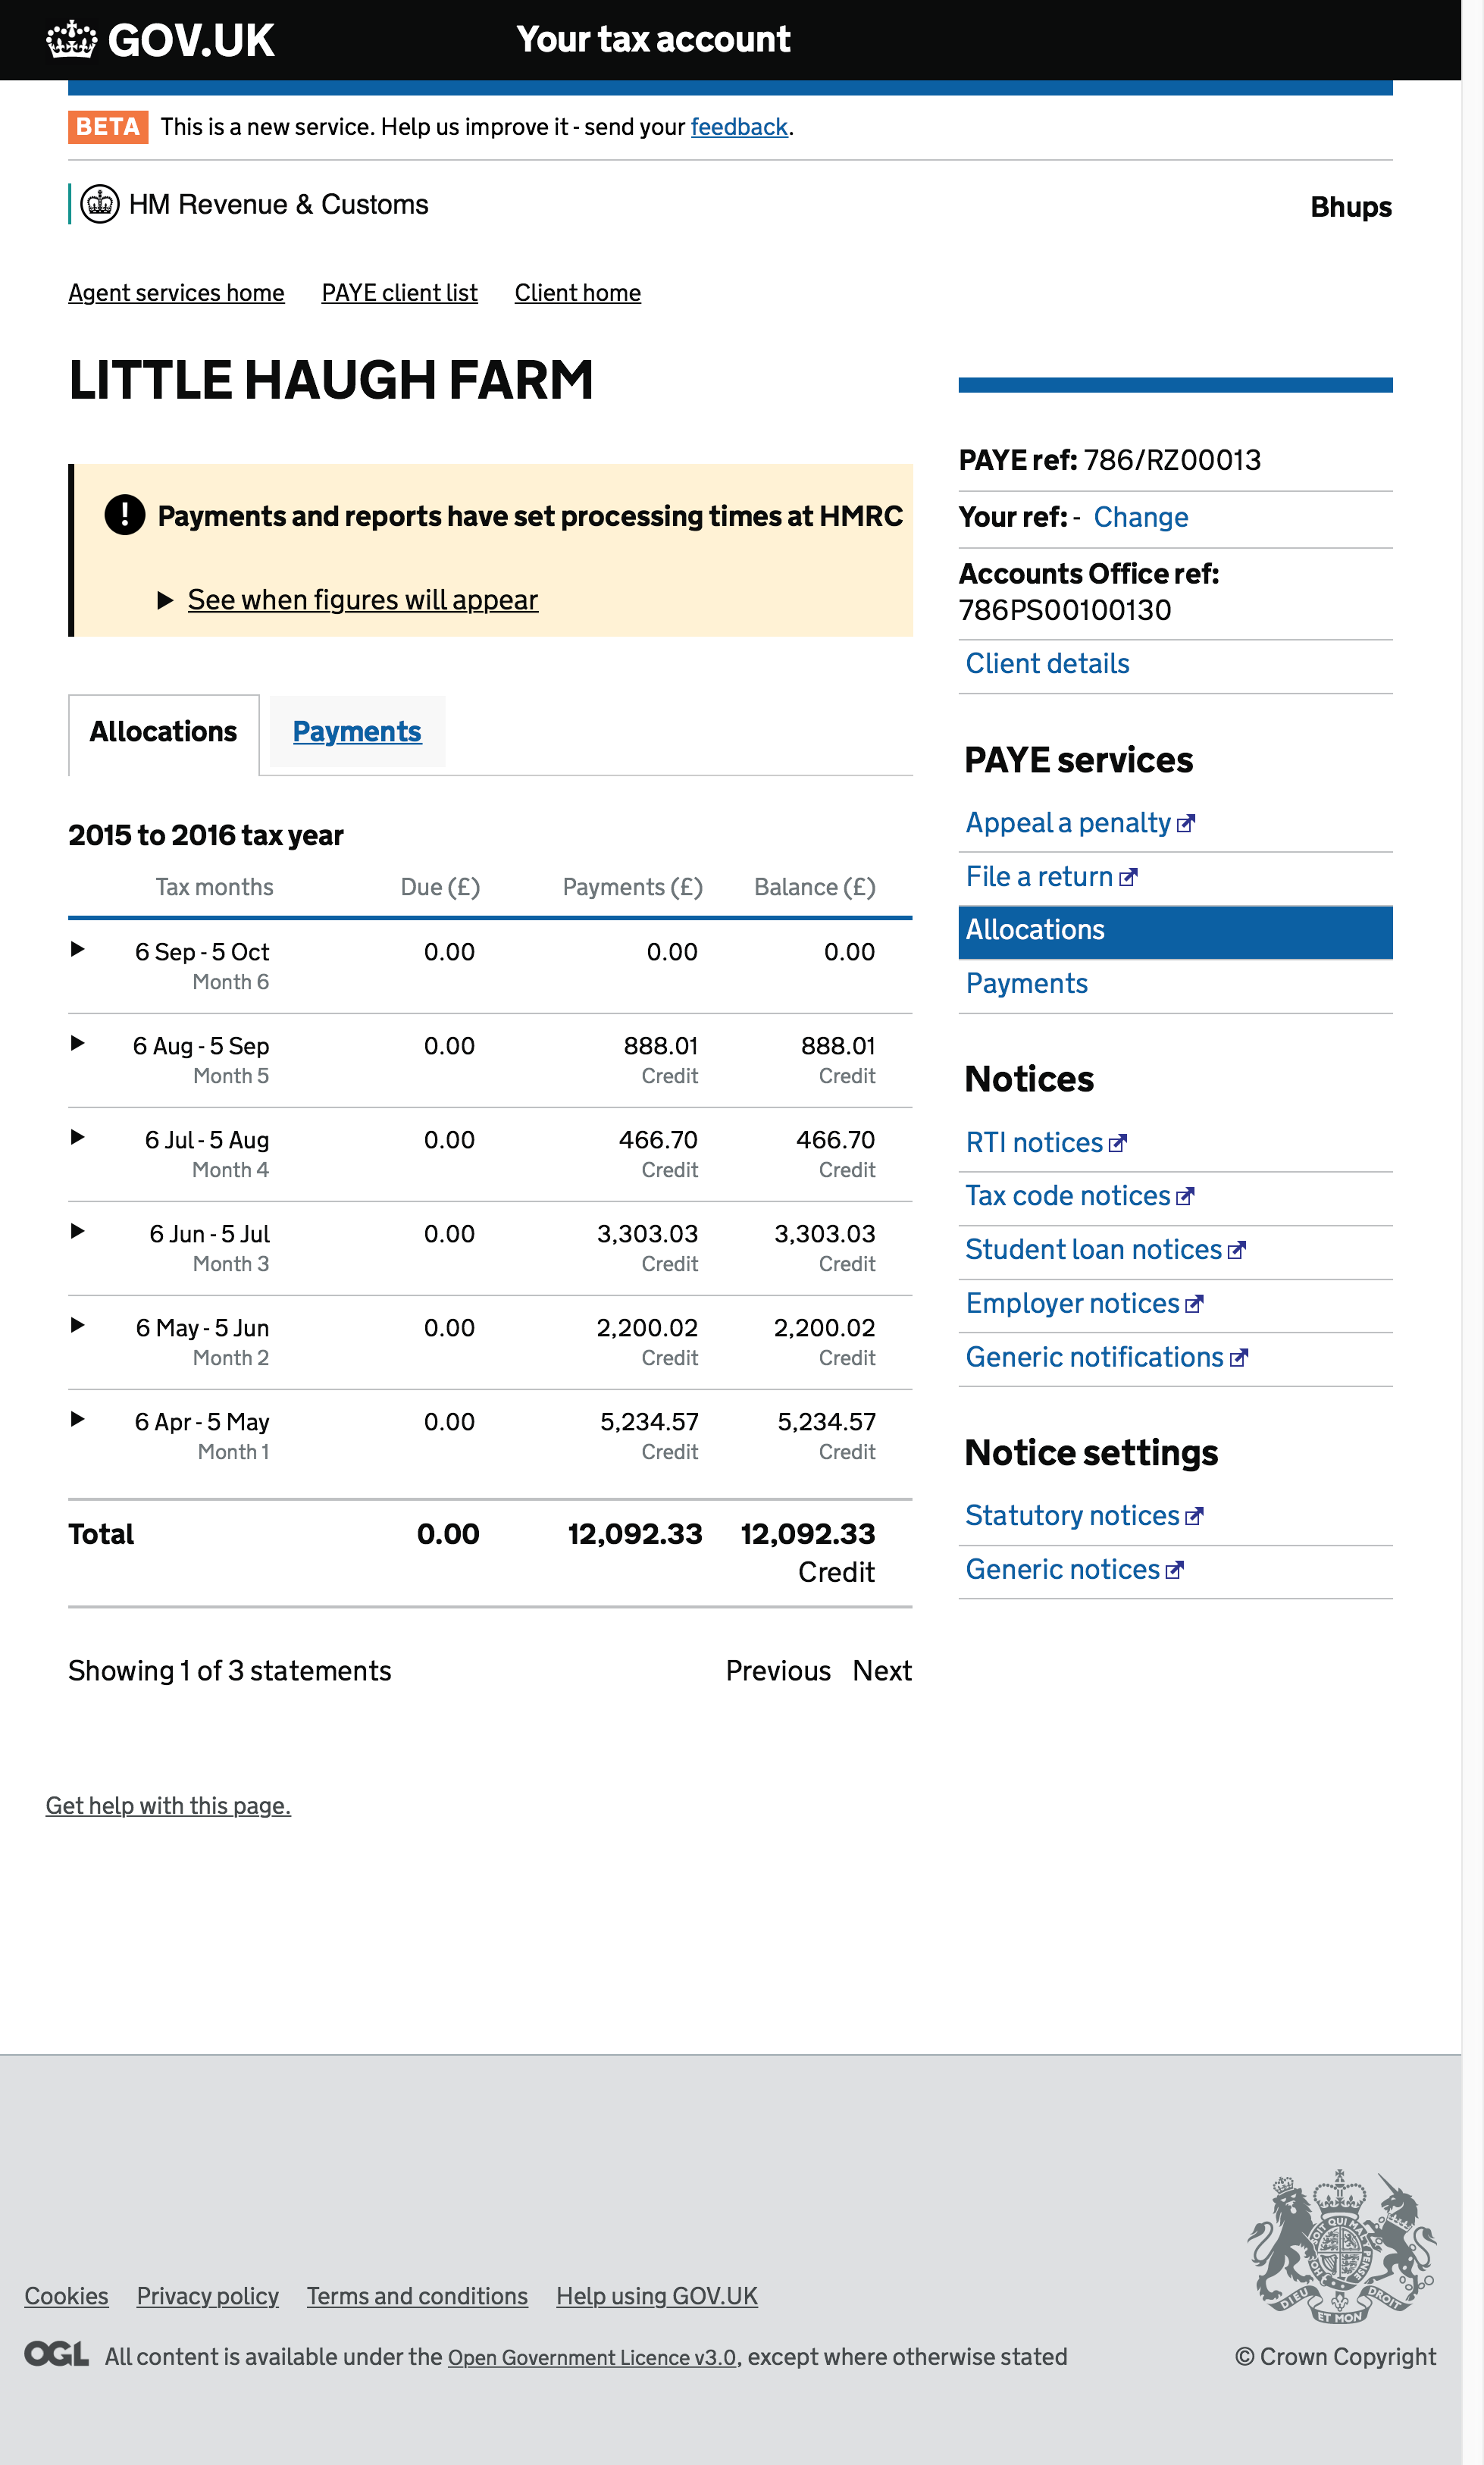 GOV.UK
Your tax account
BETA This is a new service. Help us improve it - send your feedback.
HM Revenue & Customs
Bhups
Agent services home PAYE client list Client home
LITTLE HAUGH FARM
! Payments and reports have set processing times at HMRC
See when figures will appear
Allocations Payments
2015 to 2016 tax year
Tax months Due (£) Payments (£) Balance (£)
6 Sep - 5 Oct 0.00 0.00 0.00
Month 6
6 Aug - 5 Sep 0.00 888.01 888.01
Month 5 Credit Credit
6 Jul - 5 Aug 0.00 466.70 466.70
Month 4 Credit Credit
6 Jun - 5 Jul 0.00 3,303.03 3,303.03
Month 3 Credit Credit
6 May - 5 Jun 0.00 2,200.02 2,200.02
Month 2 Credit Credit
6 Apr - 5 May 0.00 5,234.57 5,234.57
Month 1 Credit Credit
Total 0.00 12,092.33 12,092.33
Credit
Showing 1 of 3 statements Previous Next
PAYE ref: 786/RZ00013
Your ref: - Change
Accounts Office ref:
786PS00100130
Client details
PAYE services
Appeal a penalty
File a return
Allocations
Payments
Notices
RTI notices
Tax code notices
Student loan notices
Employer notices
Generic notifications
Notice settings
Statutory notices
Generic notices
Get help with this page.
Cookies Privacy policy Terms and conditions Help using GOV.UK
OGL All content is available under the Open Government Licence v3.0, except where otherwise stated
DIEU ET MON DROIT
© Crown Copyright